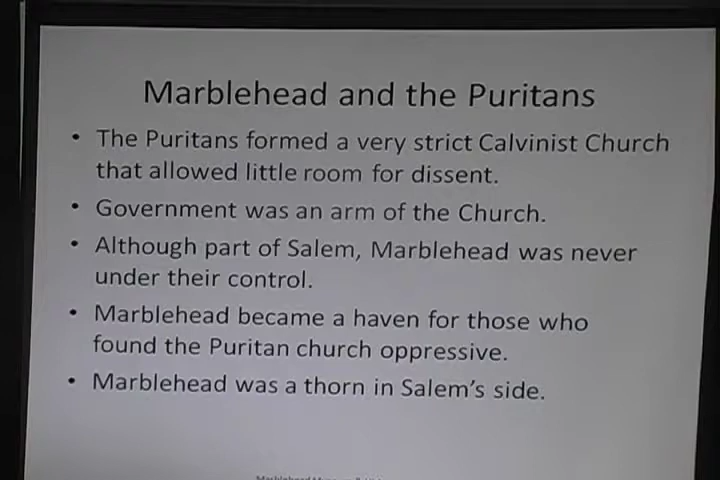 Marblehead and the Puritans
• The Puritans formed a very strict Calvinist Church
that allowed little room for dissent.
• Government was an arm of the Church.
• Although part of Salem, Marblehead was never
under their control.
• Marblehead became a haven for those who
found the Puritan church oppressive.
• Marblehead was a thorn in Salem's side.